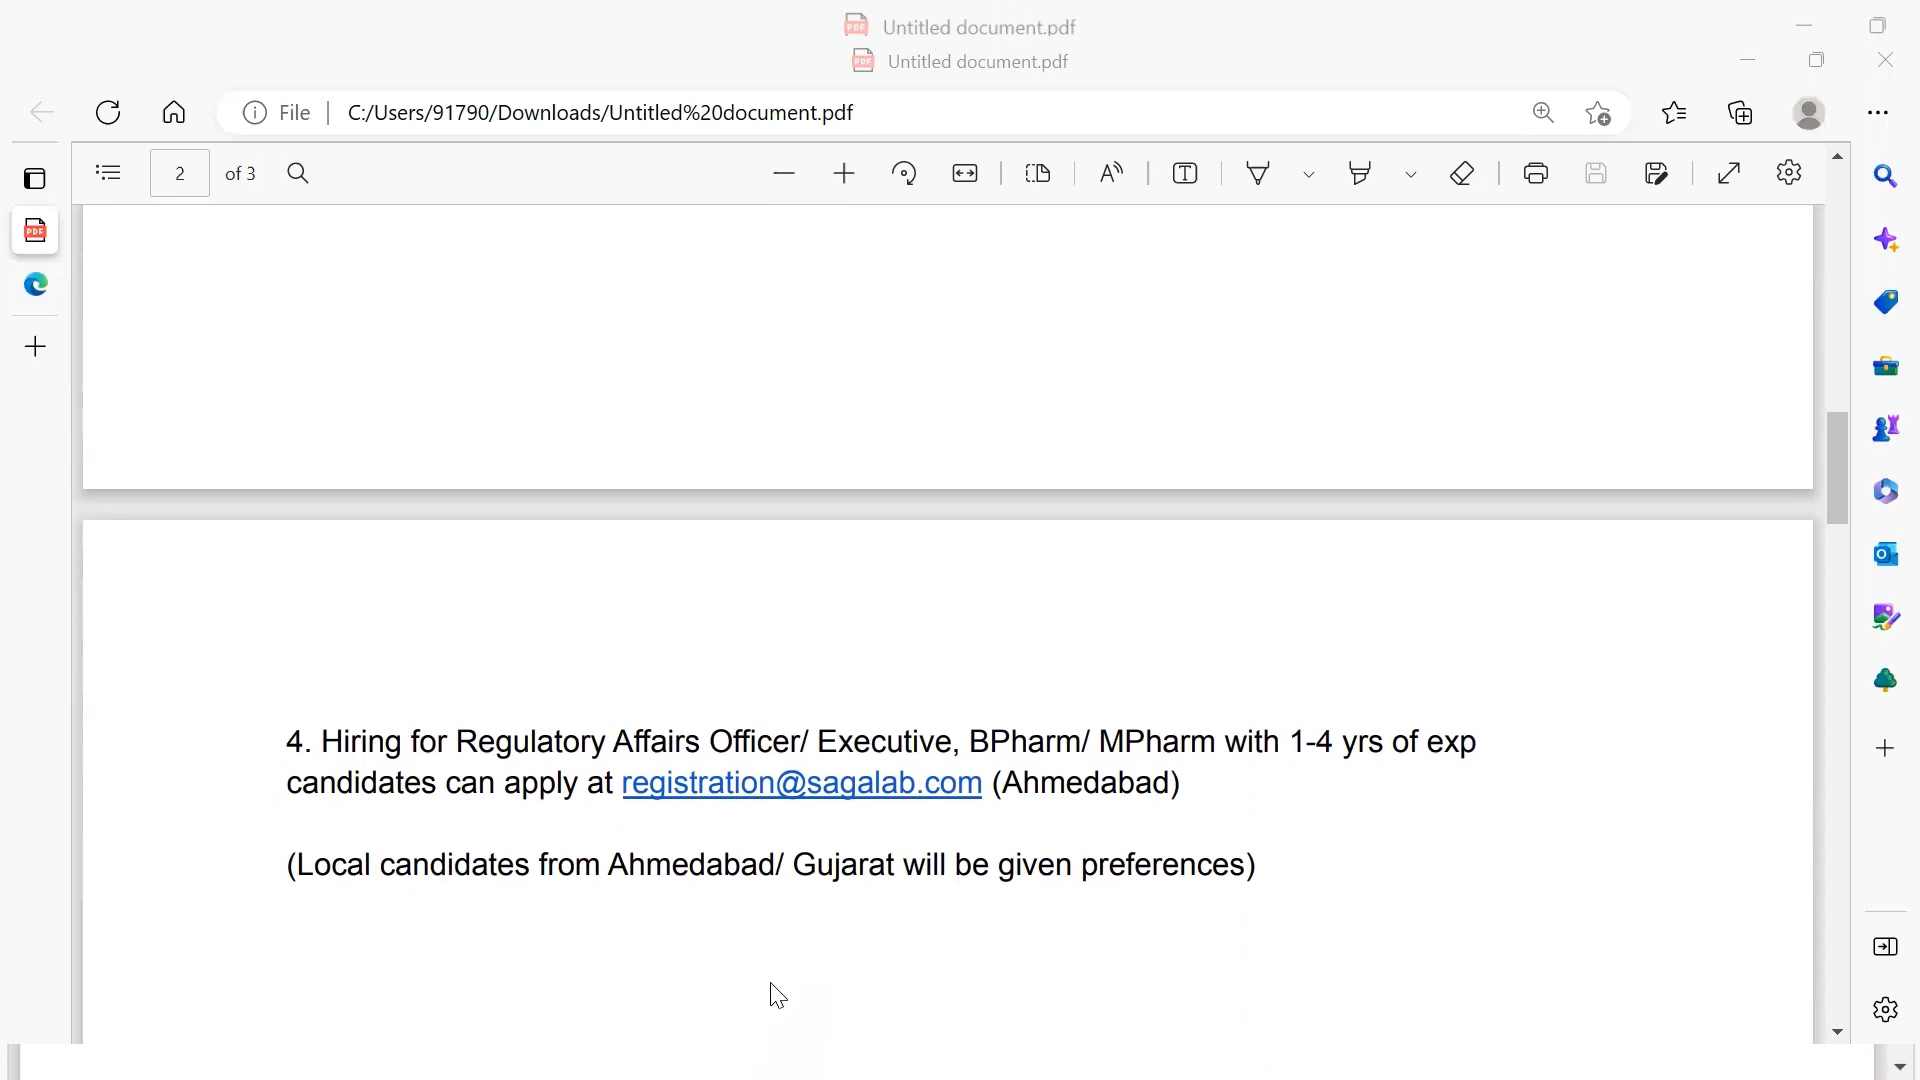 Untitled document.pdf
Untitled document.pdf
File
C:/Users/91790/Downloads/Untitled%20document.pdf
2 of 3
4. Hiring for Regulatory Affairs Officer/ Executive, BPharm/ MPharm with 1-4 yrs of exp
candidates can apply at registration@sagalab.com (Ahmedabad)
(Local candidates from Ahmedabad/ Gujarat will be given preferences)